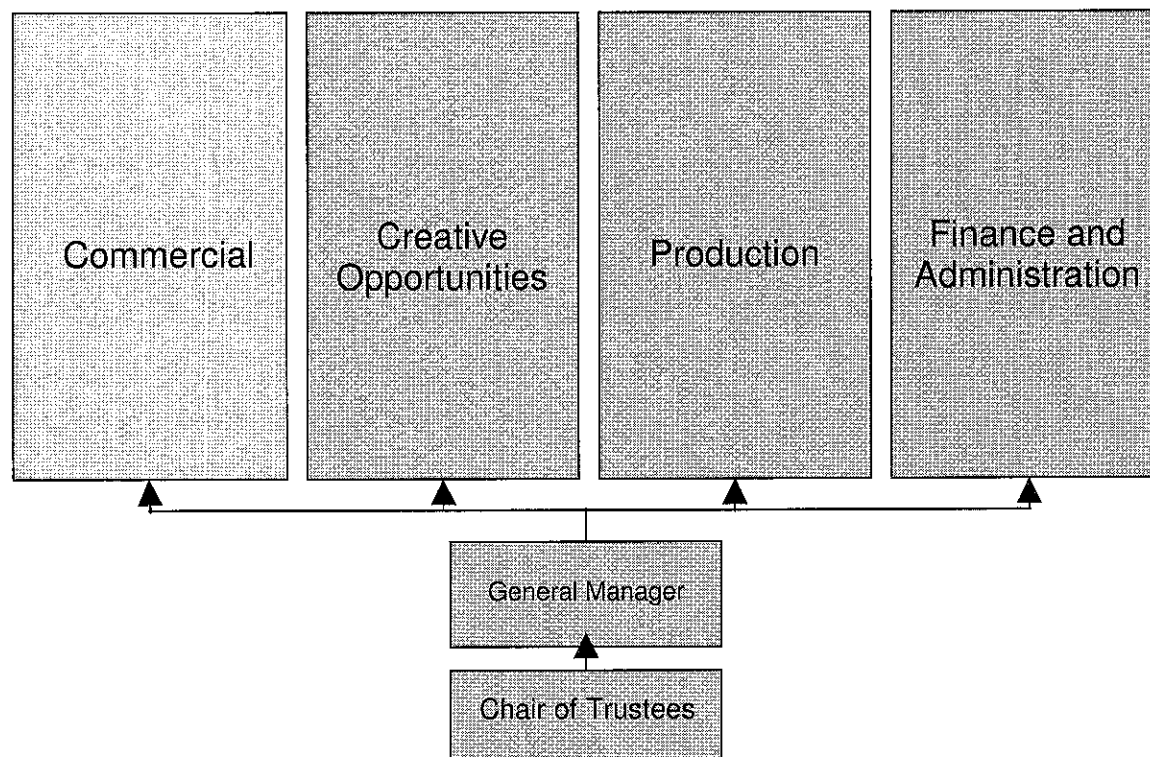 Commercial
Creative
Opportunities
Production
Finance and
Administration
General Manager
Chair of Trustees